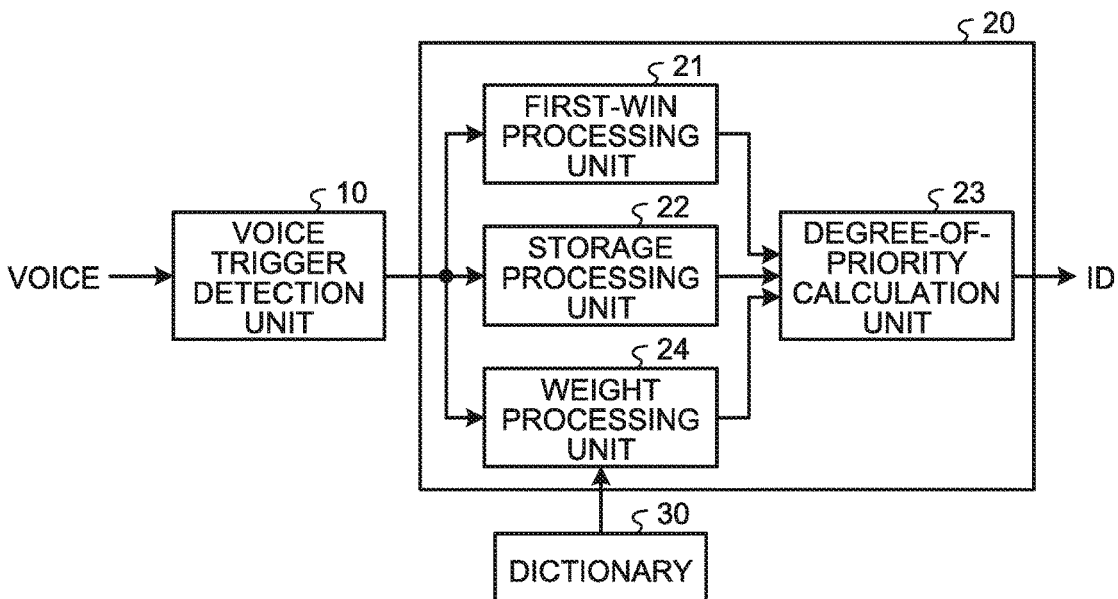 20
21
FIRST-WIN
PROCESSING
UNIT
10
VOICE
TRIGGER
DETECTION
UNIT
VOICE
22
STORAGE
PROCESSING
UNIT
23
DEGREE-OF-
PRIORITY
CALCULATION
UNIT
ID
24
WEIGHT
PROCESSING
UNIT
30
DICTIONARY